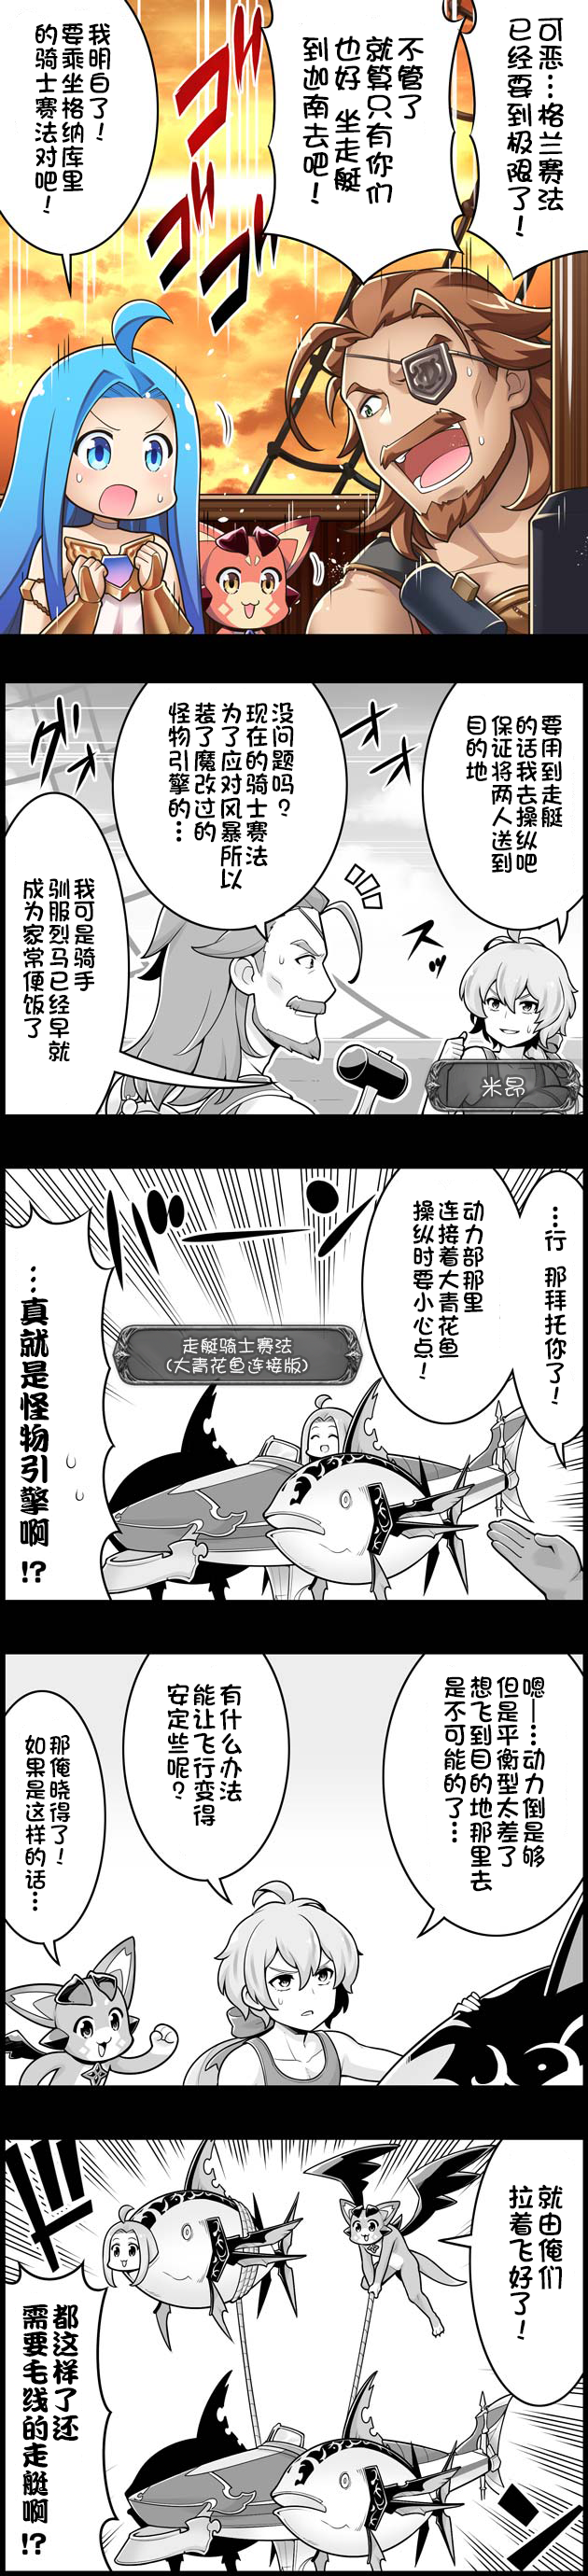 可恶…格兰赛法
已经要到极限了！
不管了
就算只有你们
也好 坐走艇
到迦南去吧！
我明白了！
要乘坐格纳库里
的骑士赛法对吧！
ゴゴゴゴ
要用到走艇
的话我去操纵吧
保证将两人送到
目的地
没问题吗？
现在的骑士赛法
为了应对风暴所以
装了魔改过的
怪物引擎的…
我可是骑手
驯服烈马已经早就
成为家常便饭了
ゴゴ
スッ
米昂
…行 那拜托你了！
动力部那里
连接着大青花鱼
操纵时要小心点！
バーーン
走艇骑士赛法
(大青花鱼连接版)
…真就是怪物引擎啊 !?
嗯—…动力倒是够
但是平衡型太差了
想飞到目的地那里去
是不可能的了…
有什么办法
能让飞行变得
安定些呢？
那俺晓得了！
如果是这样的
话…
就由俺们
拉着飞好了！
ドン!!
都这样了还
需要毛线的走艇啊 !?